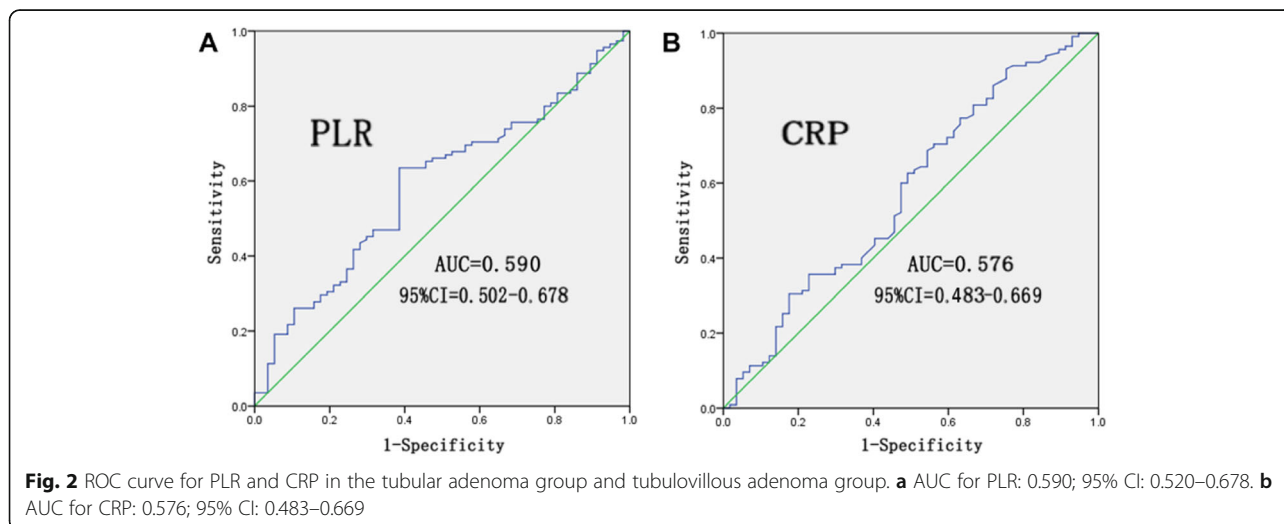 A
1.0
0.8
0.6
0.4
0.2
0.0
Sensitivity
PLR
AUC=0.590
95%CI=0.502-0.678
0.0 0.2 0.4 0.6 0.8 1.0
1-Specificity
B
1.0
0.8
0.6
0.4
0.2
0.0
Sensitivity
CRP
AUC=0.576
95%CI=0.483-0.669
0.0 0.2 0.4 0.6 0.8 1.0
1-Specificity
Fig. 2 ROC curve for PLR and CRP in the tubular adenoma group and tubulovillous adenoma group. a AUC for PLR: 0.590; 95% CI: 0.520–0.678. b
AUC for CRP: 0.576; 95% CI: 0.483–0.669